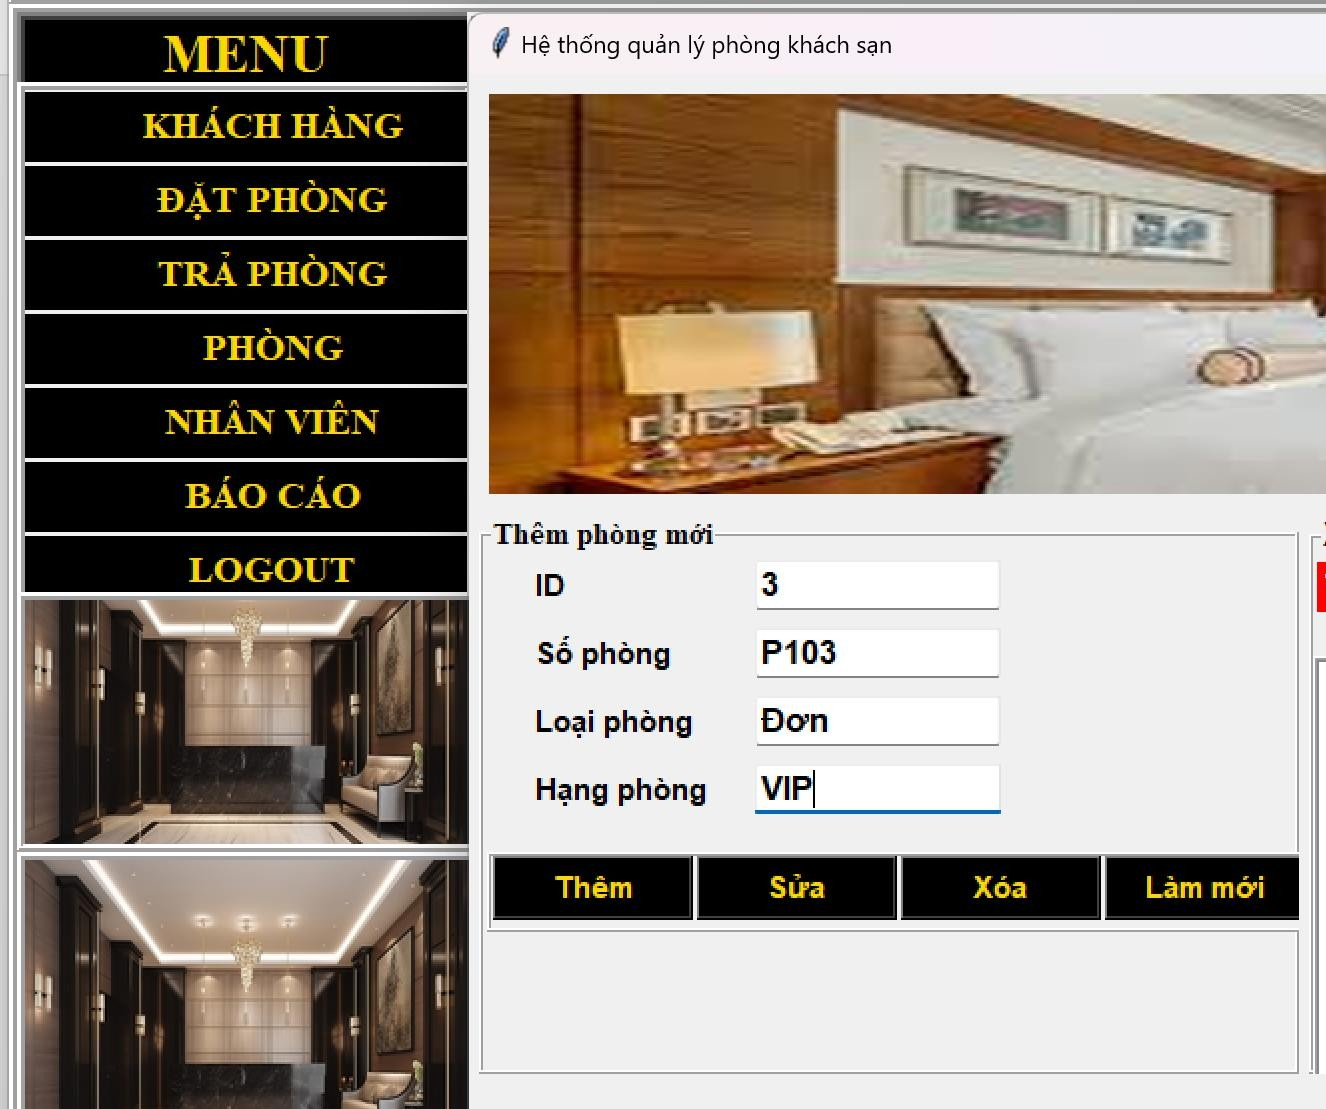 MENU
KHÁCH HÀNG
ĐẶT PHÒNG
TRẢ PHÒNG
PHÒNG
NHÂN VIÊN
BÁO CÁO
LOGOUT
Hệ thống quản lý phòng khách sạn
Thêm phòng mới
ID 3
Số phòng P103
Loại phòng Đơn
Hạng phòng VIP
Thêm Sửa Xóa Làm mới